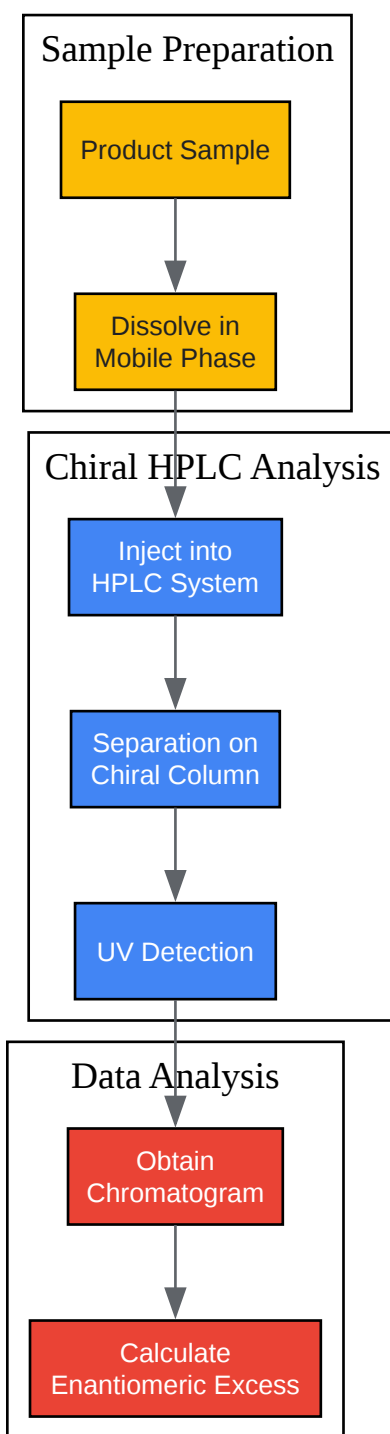 Sample Preparation
Product Sample
Dissolve in
Mobile Phase
Chiral HPLC Analysis
Inject into
HPLC System
Separation on
Chiral Column
UV Detection
Data Analysis
Obtain
Chromatogram
Calculate
Enantiomeric Excess